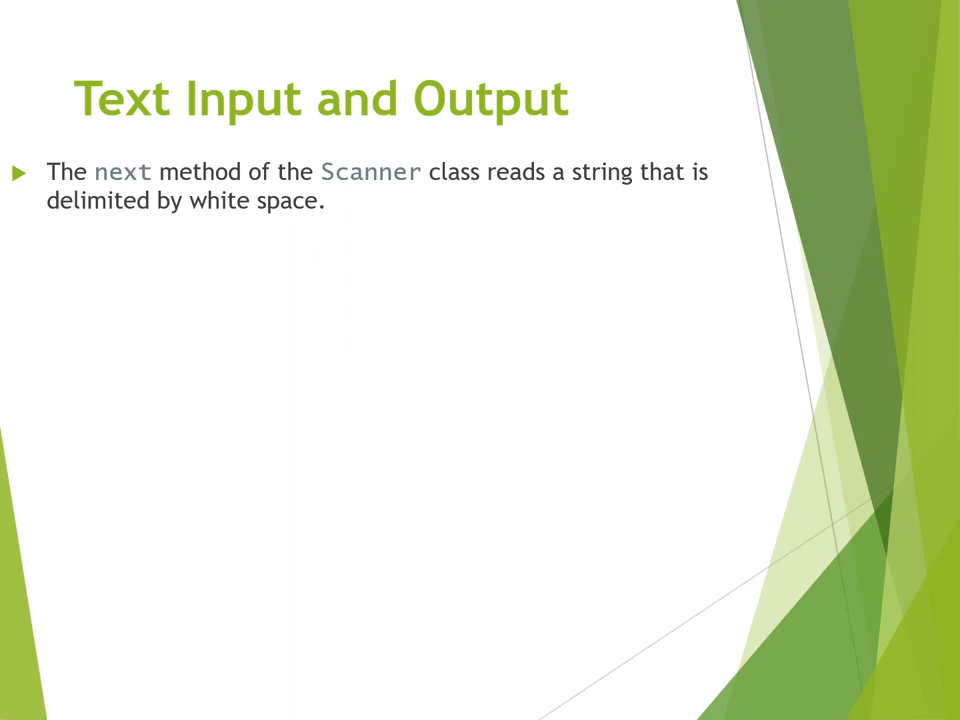 Text Input and Output
The next method of the Scanner class reads a string that is
delimited by white space.